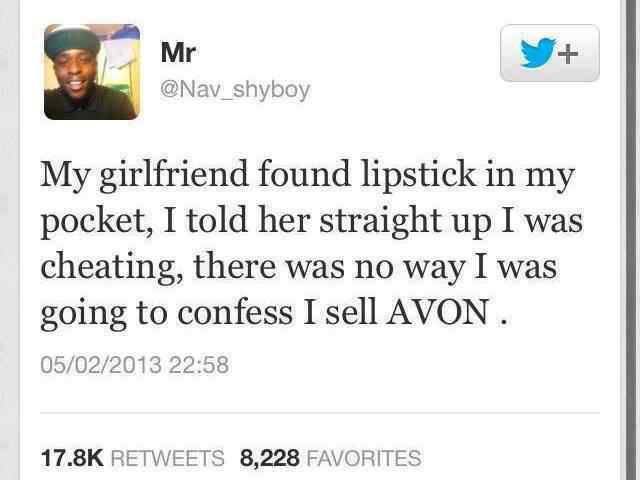 Mr
@Nav_shyboy
+
My girlfriend found lipstick in my
pocket, I told her straight up I was
cheating, there was no way I was
going to confess I sell AVON .
05/02/2013 22:58
17.8K RETWEETS 8,228 FAVORITES